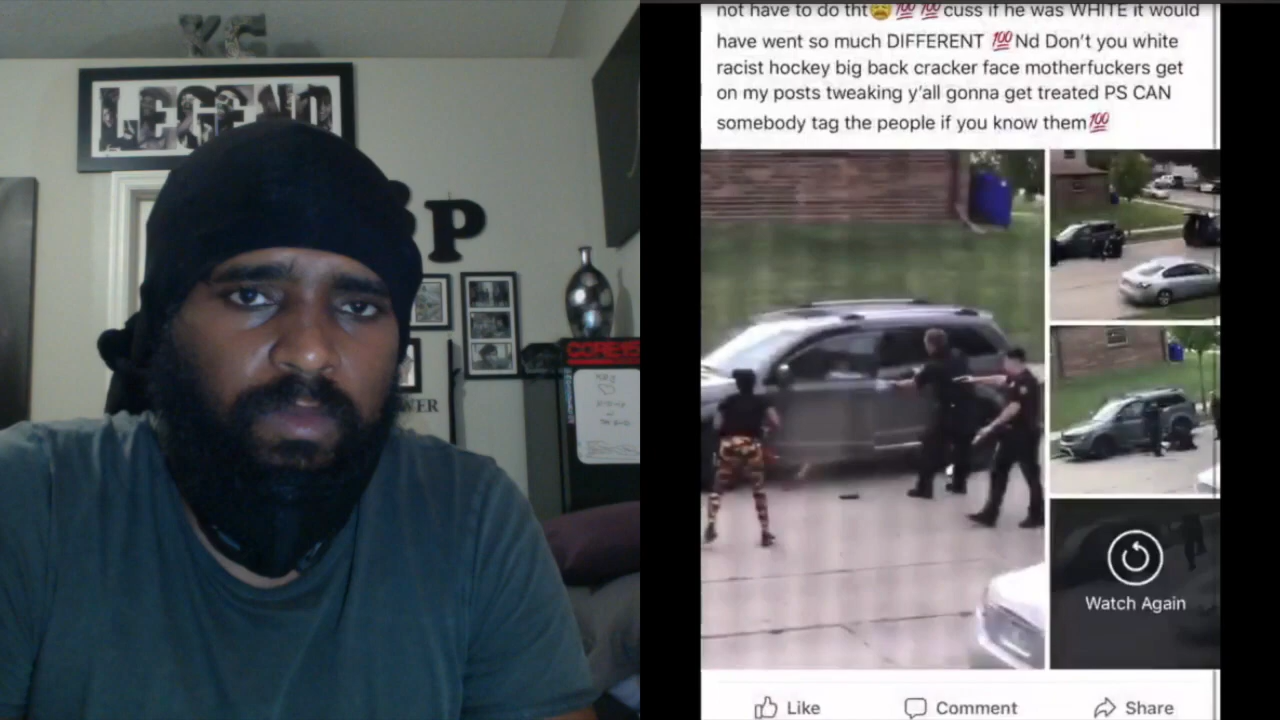 KC
LEGEND
P
WER
not have to do tht😫💯💯cuss if he was WHITE it would
have went so much DIFFERENT 💯Nd Don't you white
racist hockey big back cracker face motherfuckers get
on my posts tweaking y'all gonna get treated PS CAN
somebody tag the people if you know them💯
Watch Again
Like
Comment
Share